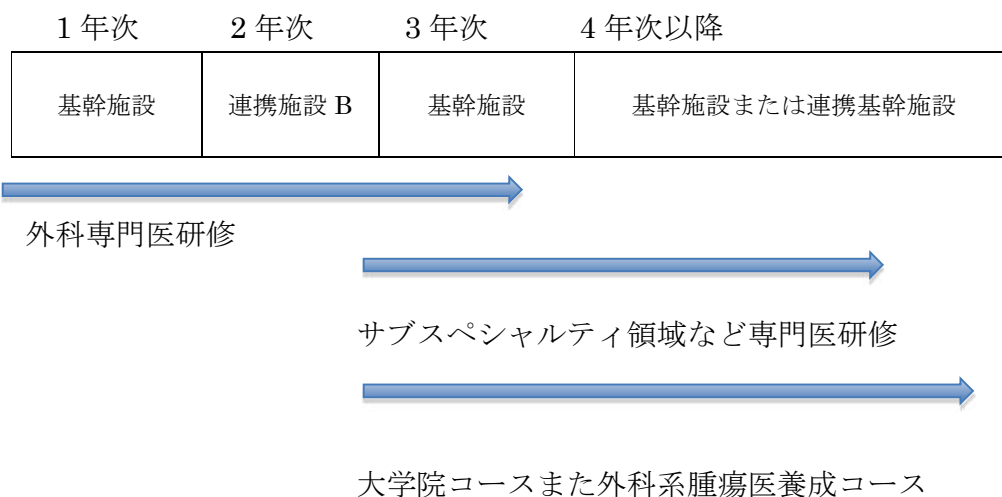 1年次 2年次 3年次 4年次以降
基幹施設 連携施設 B 基幹施設 基幹施設または連携基幹施設
外科専門医研修
サブスペシャルティ領域など専門医研修
大学院コースまた外科系腫瘍医養成コース